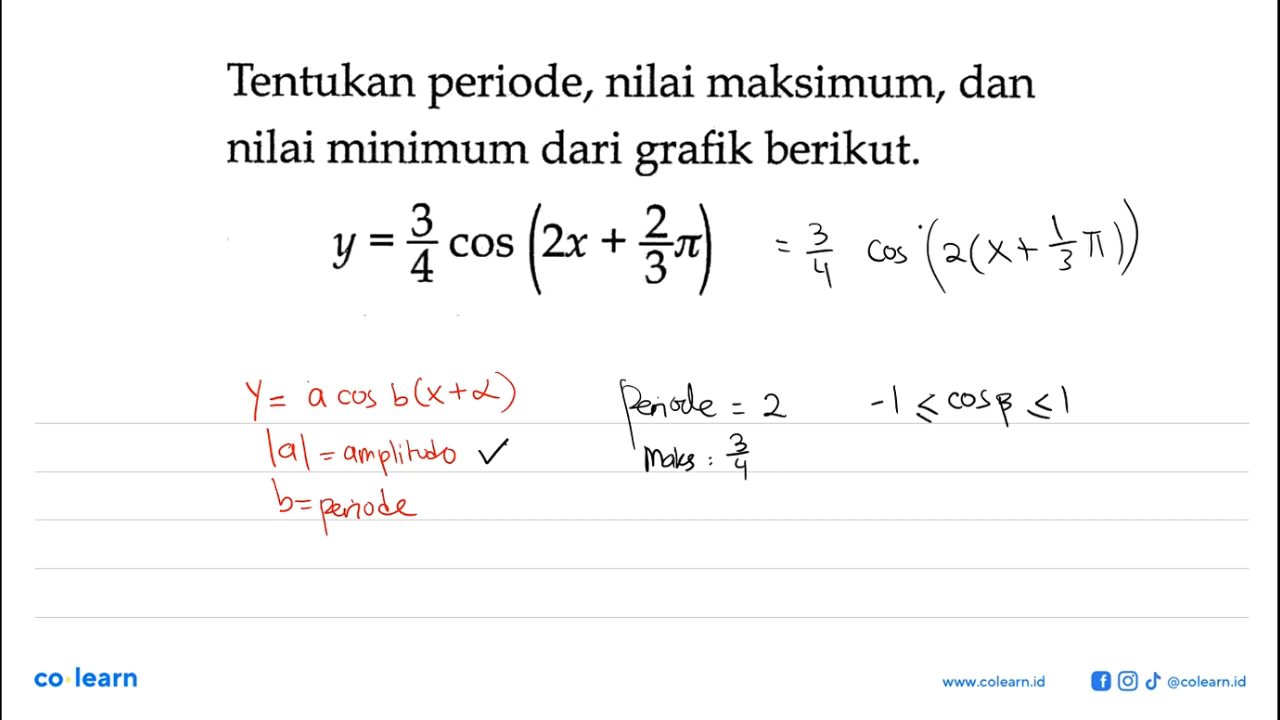 Tentukan periode, nilai maksimum, dan
nilai minimum dari grafik berikut.
y = 3/4 cos (2x + 2/3 π) = 3/4 cos (2(x + 1/3 π))
y = a cos b(x+α)
|a| = amplitudo ✓
b = periode
periode = 2
Maks : 3/4
-1 ≤ cos β ≤ 1
co·learn
www.colearn.id
@colearn.id